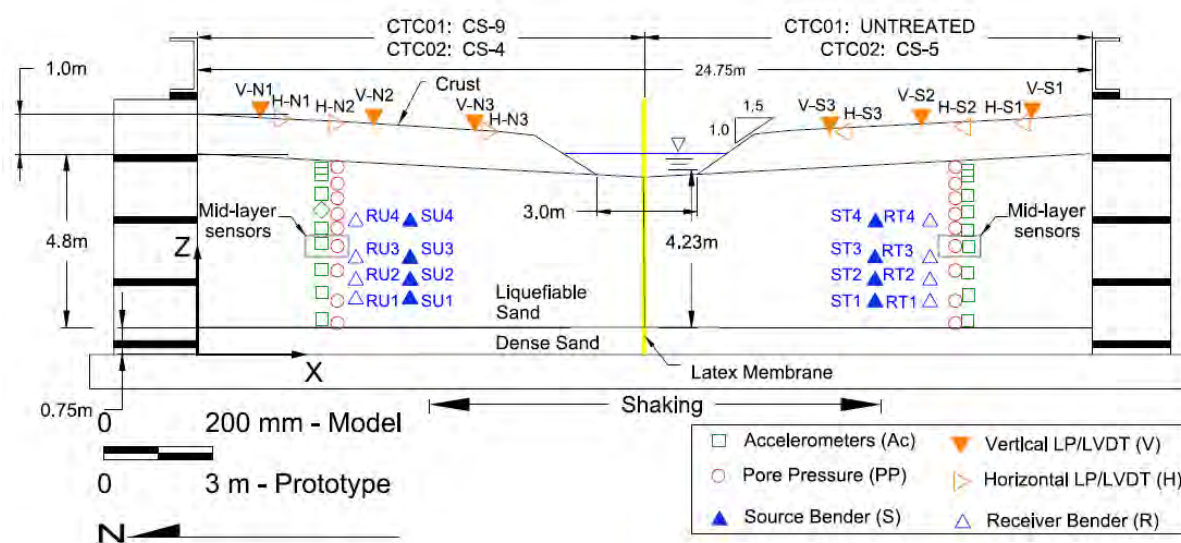 CTC01: CS-9
CTC02: CS-4
CTC01: UNTREATED
CTC02: CS-5
24.75m
1.0m
V-N1
H-N1
H-N2
V-N2
Crust
V-N3
H-N3
1.5
1.0
V-S3
H-S3
V-S2
H-S2
H-S1
V-S1
Mid-layer
sensors
RU4
SU4
3.0m
ST4
RT4
Mid-layer
sensors
4.8m
Z
RU3
SU3
4.23m
ST3
RT3
RU2
SU2
ST2
RT2
RU1
SU1
ST1
RT1
Liquefiable
Sand
Dense Sand
X
Latex Membrane
0.75m
Shaking
0 200 mm - Model
0 3 m - Prototype
N
Accelerometers (Ac)
Vertical LP/LVDT (V)
Pore Pressure (PP)
Horizontal LP/LVDT (H)
Source Bender (S)
Receiver Bender (R)